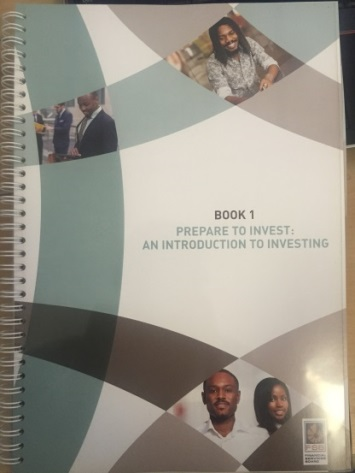 BOOK 1
PREPARE TO INVEST:
AN INTRODUCTION TO INVESTING